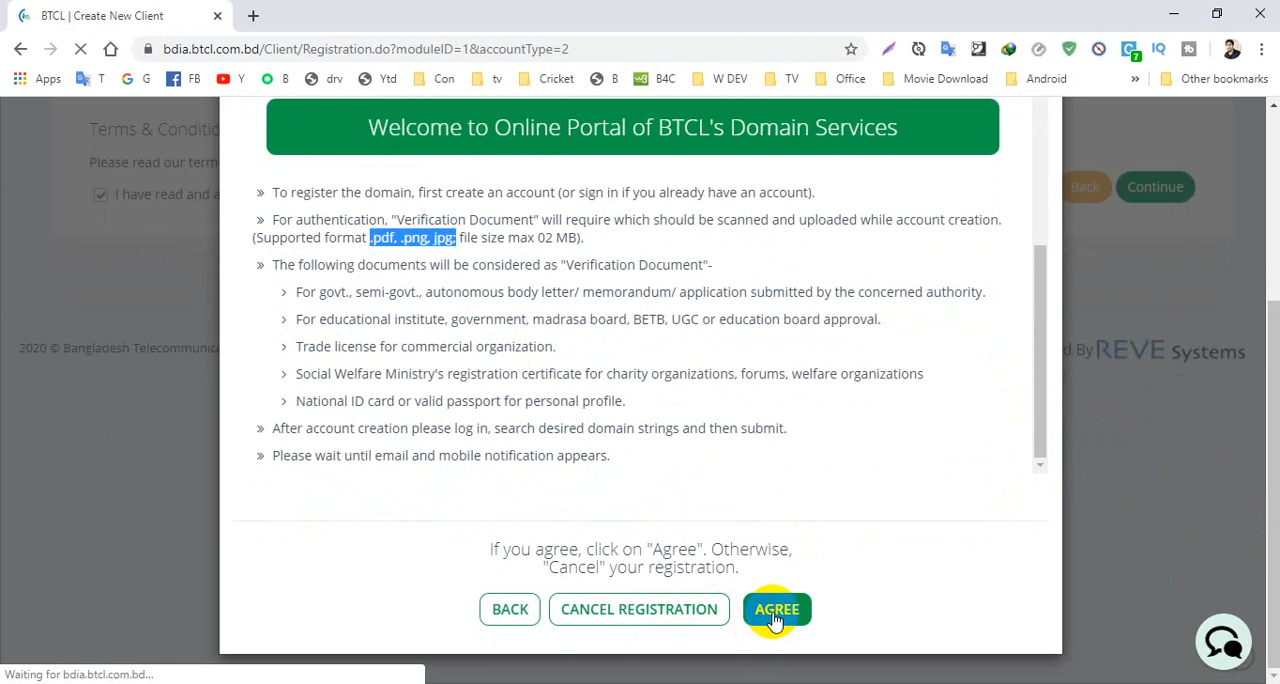 BTCL | Create New Client
bdia.btcl.com.bd/Client/Registration.do?moduleID=1&accountType=2
Apps T G FB Y B drv Ytd Con tv Cricket B B4C W DEV TV Office Movie Download Android » Other bookmarks
Welcome to Online Portal of BTCL's Domain Services
Terms & Conditio
Please read our term
I have read and a
Back Continue
» To register the domain, first create an account (or sign in if you already have an account).
» For authentication, "Verification Document" will require which should be scanned and uploaded while account creation.
(Supported format .pdf, .png, jpg; file size max 02 MB).
» The following documents will be considered as "Verification Document"-
> For govt., semi-govt., autonomous body letter/ memorandum/ application submitted by the concerned authority.
> For educational institute, government, madrasa board, BETB, UGC or education board approval.
> Trade license for commercial organization.
> Social Welfare Ministry's registration certificate for charity organizations, forums, welfare organizations
> National ID card or valid passport for personal profile.
» After account creation please log in, search desired domain strings and then submit.
» Please wait until email and mobile notification appears.
2020 © Bangladesh Telecommunica
d By REVE Systems
If you agree, click on "Agree". Otherwise,
"Cancel" your registration.
BACK CANCEL REGISTRATION AGREE
Waiting for bdia.btcl.com.bd...
7
IQ